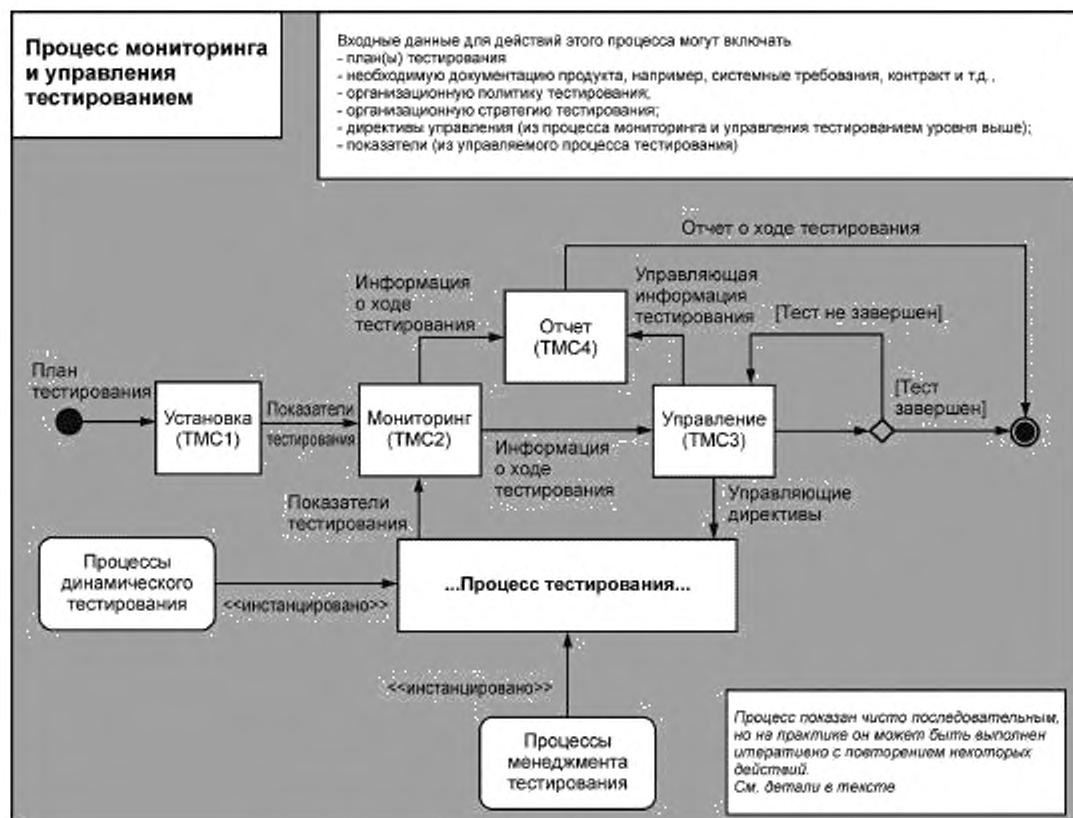 Процесс мониторинга
и управления
тестированием
Входные данные для действий этого процесса могут включать
- план(ы) тестирования
- необходимую документацию продукта, например, системные требования, контракт и т.д.,
- организационную политику тестирования;
- организационную стратегию тестирования;
- директивы управления (из процесса мониторинга и управления тестированием уровня выше);
- показатели (из управляемого процесса тестирования)
Отчет о ходе тестирования
Информация
о ходе
тестирования
Отчет
(ТМС4)
Управляющая
информация
тестирования
[Тест не завершен]
План
тестирования
Установка
(ТМС1)
Показатели
тестирования
Мониторинг
(ТМС2)
Информация
о ходе
тестирования
Управление
(ТМС3)
[Тест
завершен]
Показатели
тестирования
Управляющие
директивы
Процессы
динамического
тестирования
<<инстанцировано>>
...Процесс тестирования...
<<инстанцировано>>
Процессы
менеджмента
тестирования
Процесс показан чисто последовательным,
но на практике он может быть выполнен
итеративно с повторением некоторых
действий.
См. детали в тексте